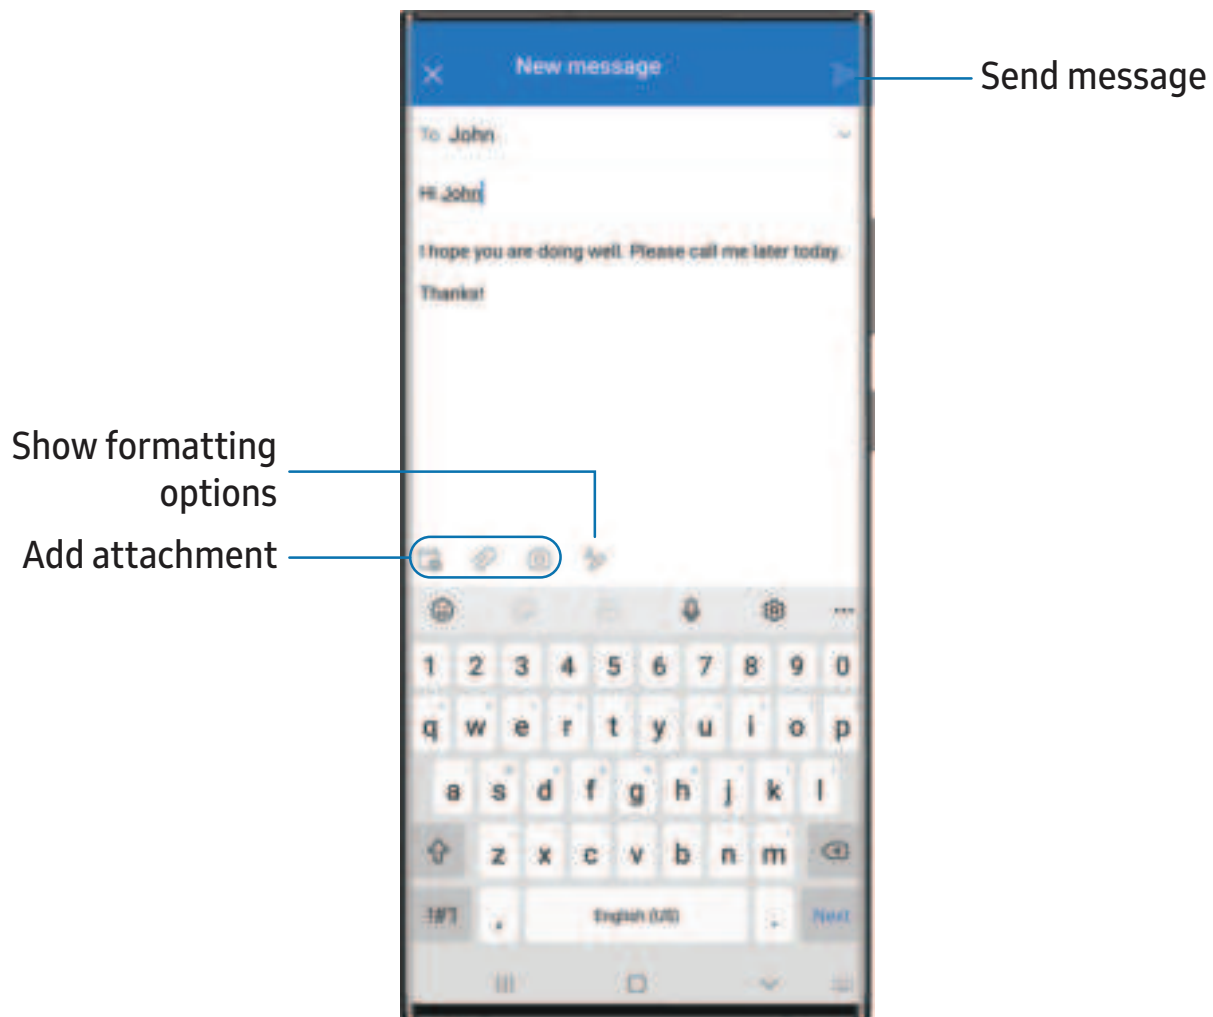 New message
Send message
To John
Hi John
I hope you are doing well. Please call me later today.
Thanks!
Show formatting
options
Add attachment
1 2 3 4 5 6 7 8 9 0
q w e r t y u i o p
a s d f g h j k l
z x c v b n m
!#1 , English (US) . Next